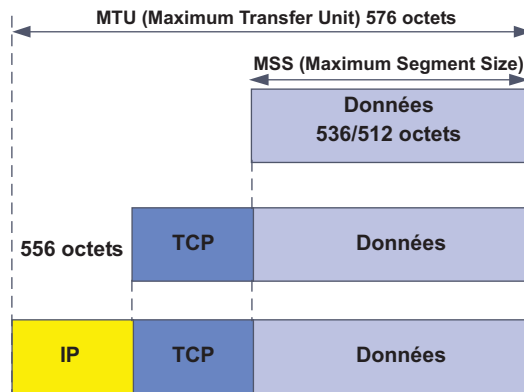 MTU (Maximum Transfer Unit) 576 octets
MSS (Maximum Segment Size)
Données
536/512 octets
556 octets
TCP
Données
IP
TCP
Données